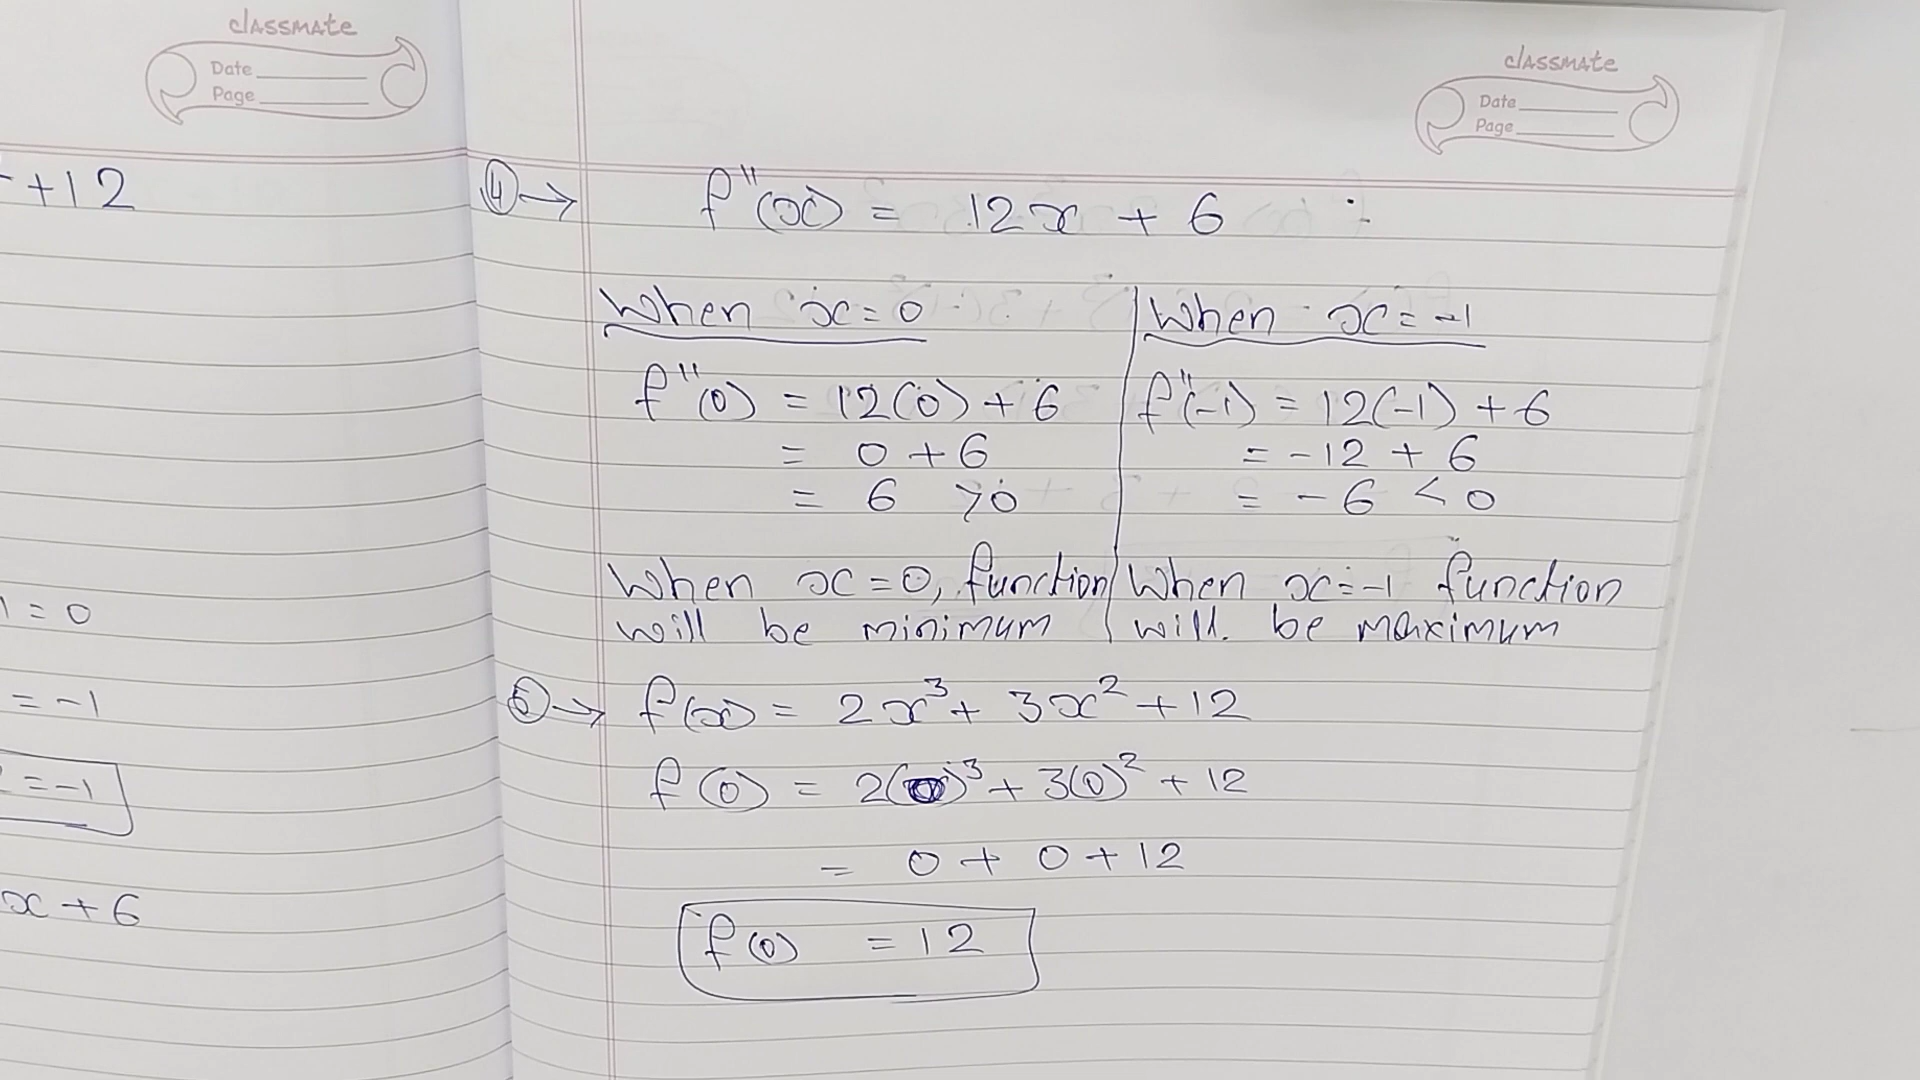 classmate
Date
Page
+12
1 = 0
= -1
= -1
x + 6
classmate
Date
Page
④→ f''(x) = 12x + 6
When x = 0
f''(0) = 12(0) + 6
= 0 + 6
= 6 >0
When x = 0, function
will be minimum
When x = -1
f''(-1) = 12(-1) + 6
= -12 + 6
= -6 < 0
When x = -1 function
will be maximum
⑤→ f(x) = 2x³ + 3x² + 12
f(0) = 2(0)³ + 3(0)² + 12
= 0 + 0 + 12
f(0) = 12